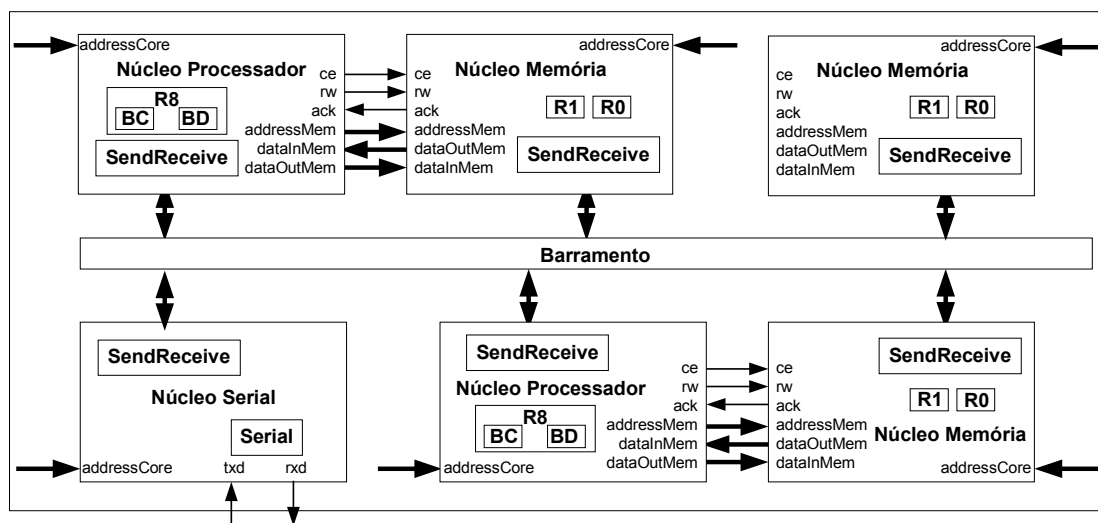 addressCore
Núcleo Processador
R8
BC BD
SendReceive
ce
rw
ack
addressMem
dataInMem
dataOutMem
addressCore
Núcleo Memória
ce
rw
ack
addressMem
dataOutMem
dataInMem
R1 R0
SendReceive
addressCore
Núcleo Memória
ce
rw
ack
addressMem
dataOutMem
dataInMem
R1 R0
SendReceive
Barramento
SendReceive
Núcleo Serial
Serial
addressCore txd rxd
SendReceive
Núcleo Processador
R8
BC BD
addressCore
ce
rw
ack
addressMem
dataInMem
dataOutMem
SendReceive
ce
rw
ack
addressMem
dataOutMem
dataInMem
R1 R0
Núcleo Memória
addressCore